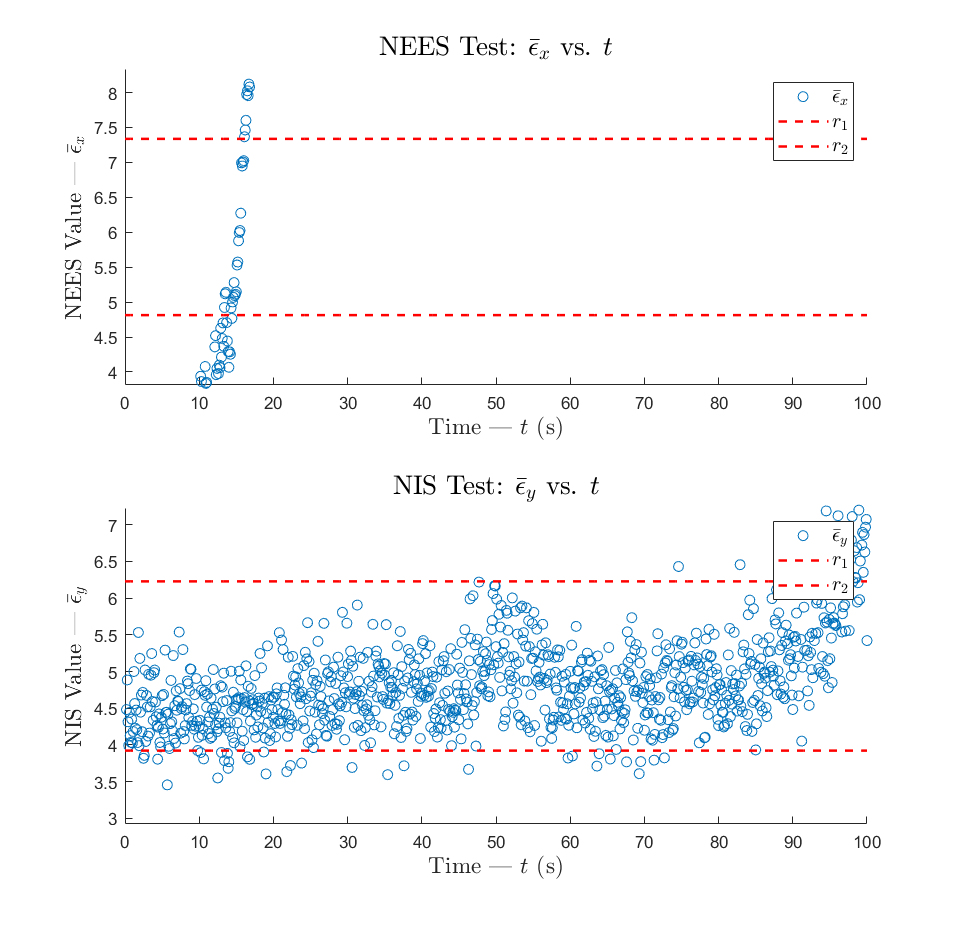 NEES Test: ϵ̄ₓ vs. t
8
7.5
7
6.5
6
5.5
5
4.5
4
NEES Value — ϵ̄ₓ
ϵ̄ₓ
r₁
r₂
0 10 20 30 40 50 60 70 80 90 100
Time — t (s)
NIS Test: ϵ̄_y vs. t
7
6.5
6
5.5
5
4.5
4
3.5
3
NIS Value — ϵ̄_y
ϵ̄_y
r₁
r₂
0 10 20 30 40 50 60 70 80 90 100
Time — t (s)